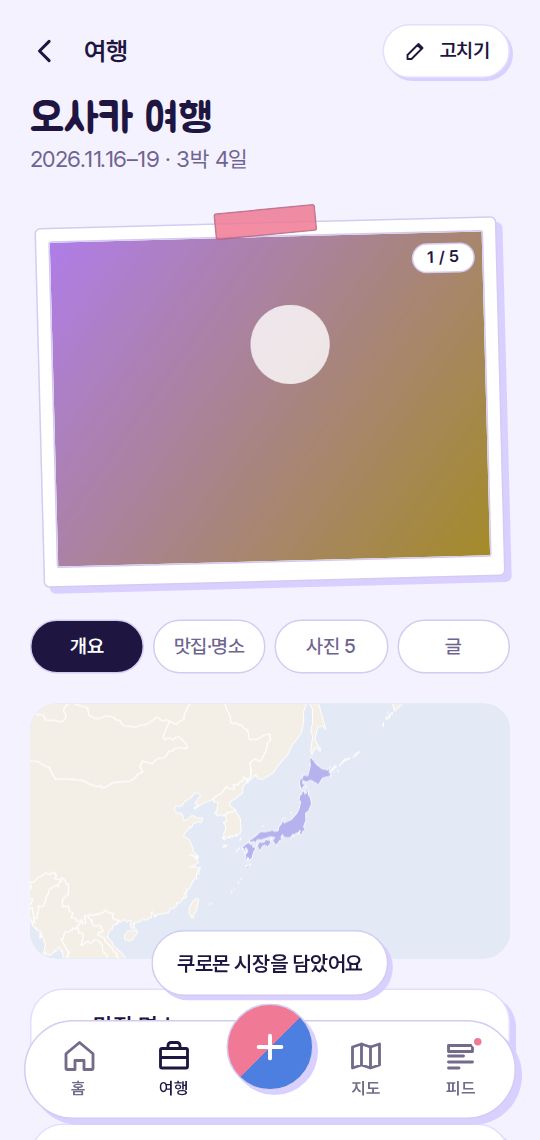 여행
고치기
오사카 여행
2026.11.16–19 · 3박 4일
1 / 5
개요
맛집·명소
사진 5
글
쿠로몬 시장을 담았어요
홈
여행
지도
피드